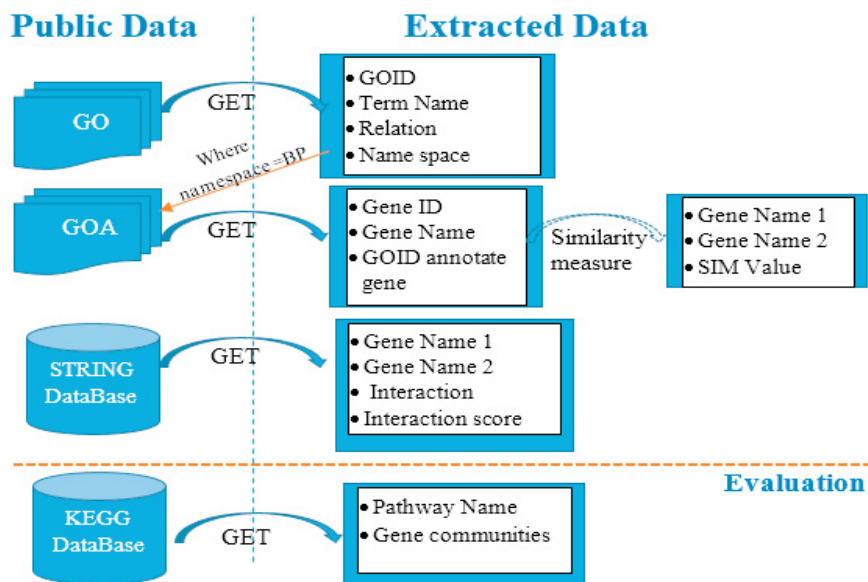 Public Data
Extracted Data
GO
GET
• GOID
• Term Name
• Relation
• Name space
Where
namespace =BP
GOA
GET
• Gene ID
• Gene Name
• GOID annotate
gene
Similarity
measure
• Gene Name 1
• Gene Name 2
• SIM Value
STRING
DataBase
GET
• Gene Name 1
• Gene Name 2
• Interaction
• Interaction score
Evaluation
KEGG
DataBase
GET
• Pathway Name
• Gene communities